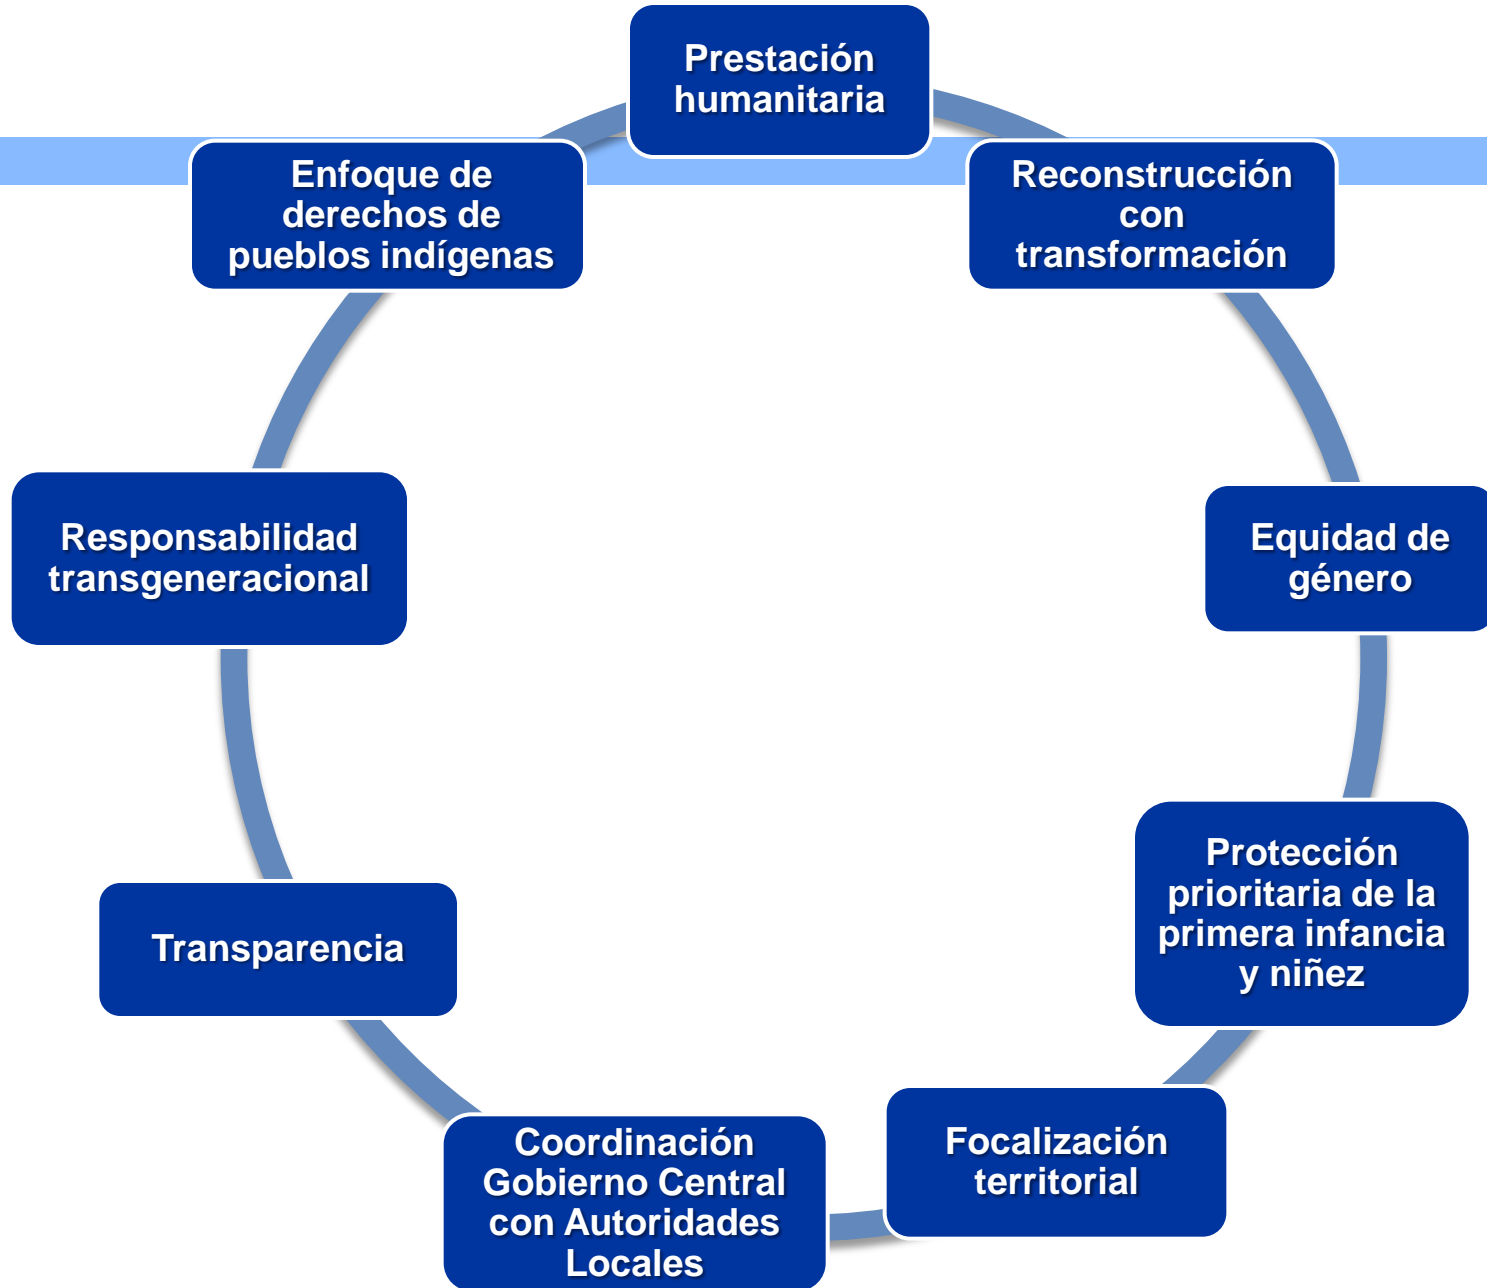 Prestación
humanitaria
Reconstrucción
con
transformación
Equidad de
género
Protección
prioritaria de la
primera infancia
y niñez
Focalización
territorial
Coordinación
Gobierno Central
con Autoridades
Locales
Transparencia
Responsabilidad
transgeneracional
Enfoque de
derechos de
pueblos indígenas